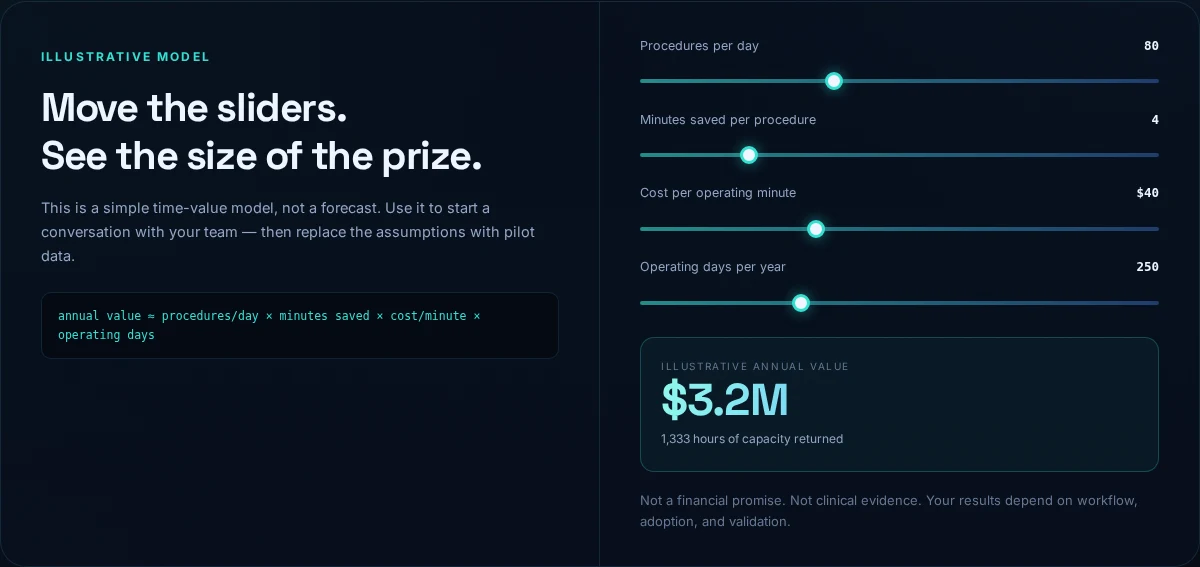 ILLUSTRATIVE MODEL
Move the sliders.
See the size of the prize.
This is a simple time-value model, not a forecast. Use it to start a
conversation with your team — then replace the assumptions with pilot
data.
annual value ≈ procedures/day × minutes saved × cost/minute ×
operating days
Procedures per day 80
Minutes saved per procedure 4
Cost per operating minute $40
Operating days per year 250
ILLUSTRATIVE ANNUAL VALUE
$3.2M
1,333 hours of capacity returned
Not a financial promise. Not clinical evidence. Your results depend on workflow,
adoption, and validation.